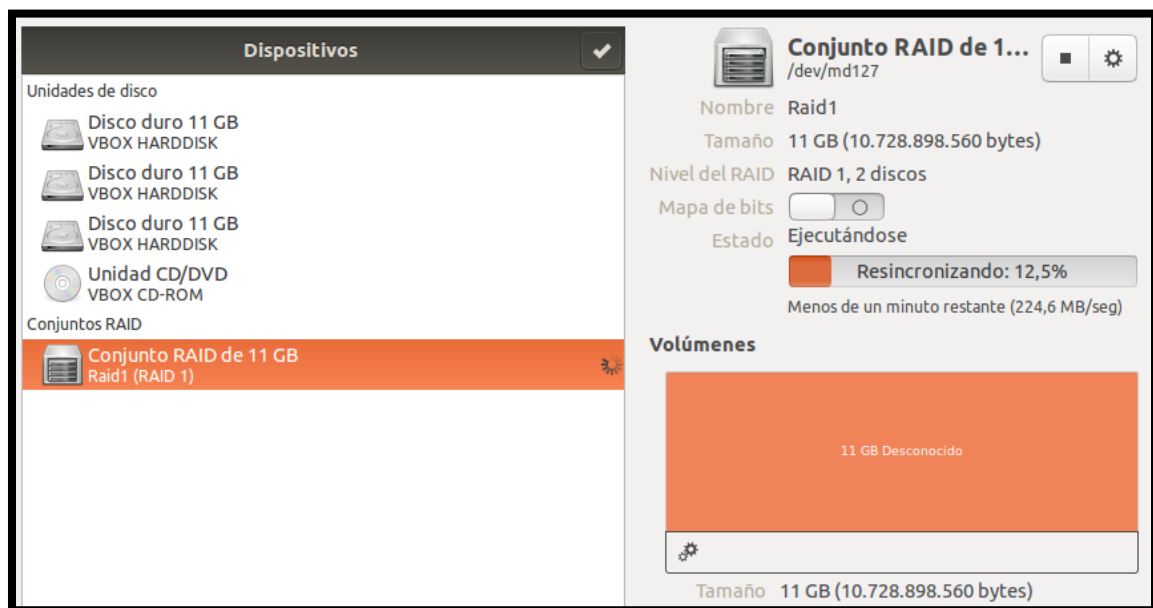 Dispositivos
Unidades de disco
Disco duro 11 GB
VBOX HARDDISK
Disco duro 11 GB
VBOX HARDDISK
Disco duro 11 GB
VBOX HARDDISK
Unidad CD/DVD
VBOX CD-ROM
Conjuntos RAID
Conjunto RAID de 11 GB
Raid1 (RAID 1)
Conjunto RAID de 1...
/dev/md127
Nombre Raid1
Tamaño 11 GB (10.728.898.560 bytes)
Nivel del RAID RAID 1, 2 discos
Mapa de bits
Estado Ejecutándose
Resincronizando: 12,5%
Menos de un minuto restante (224,6 MB/seg)
Volúmenes
11 GB Desconocido
Tamaño 11 GB (10.728.898.560 bytes)